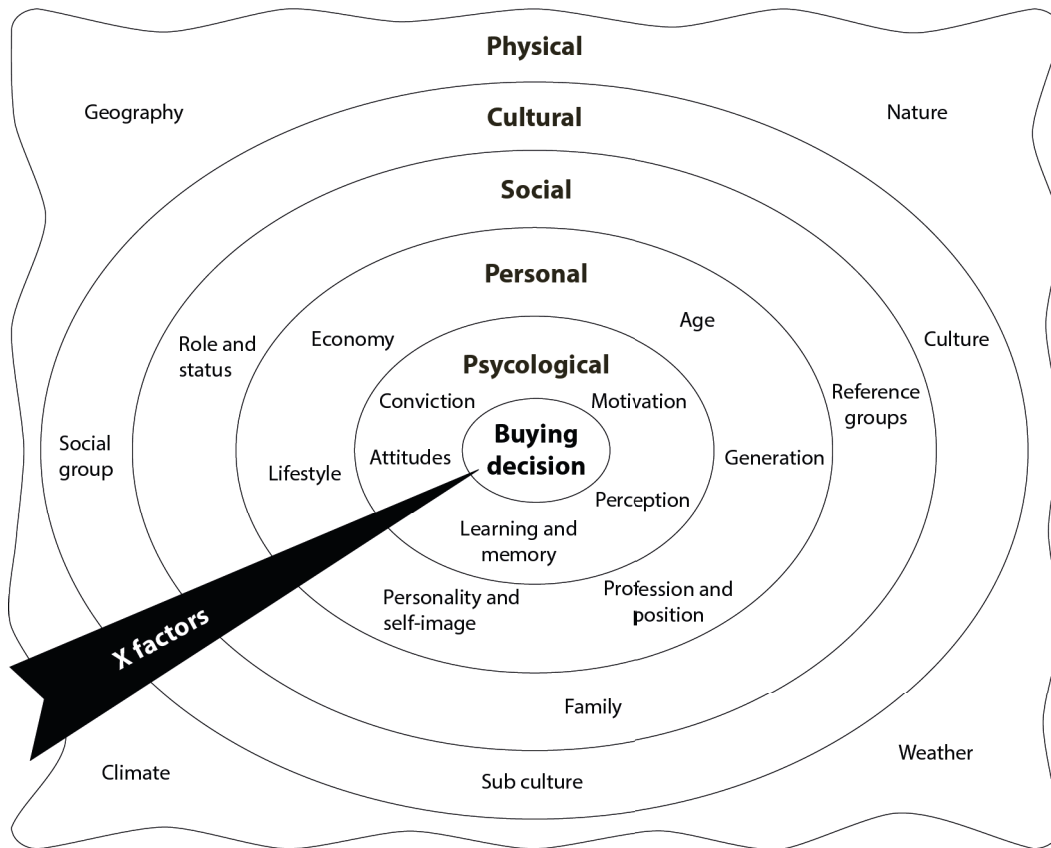 Physical
Geography
Nature
Cultural
Social
Personal
Age
Economy
Role and
status
Culture
Psycological
Reference
groups
Conviction
Motivation
Buying
decision
Social
group
Attitudes
Generation
Lifestyle
Perception
Learning and
memory
Personality and
self-image
Profession and
position
X factors
Family
Weather
Climate
Sub culture